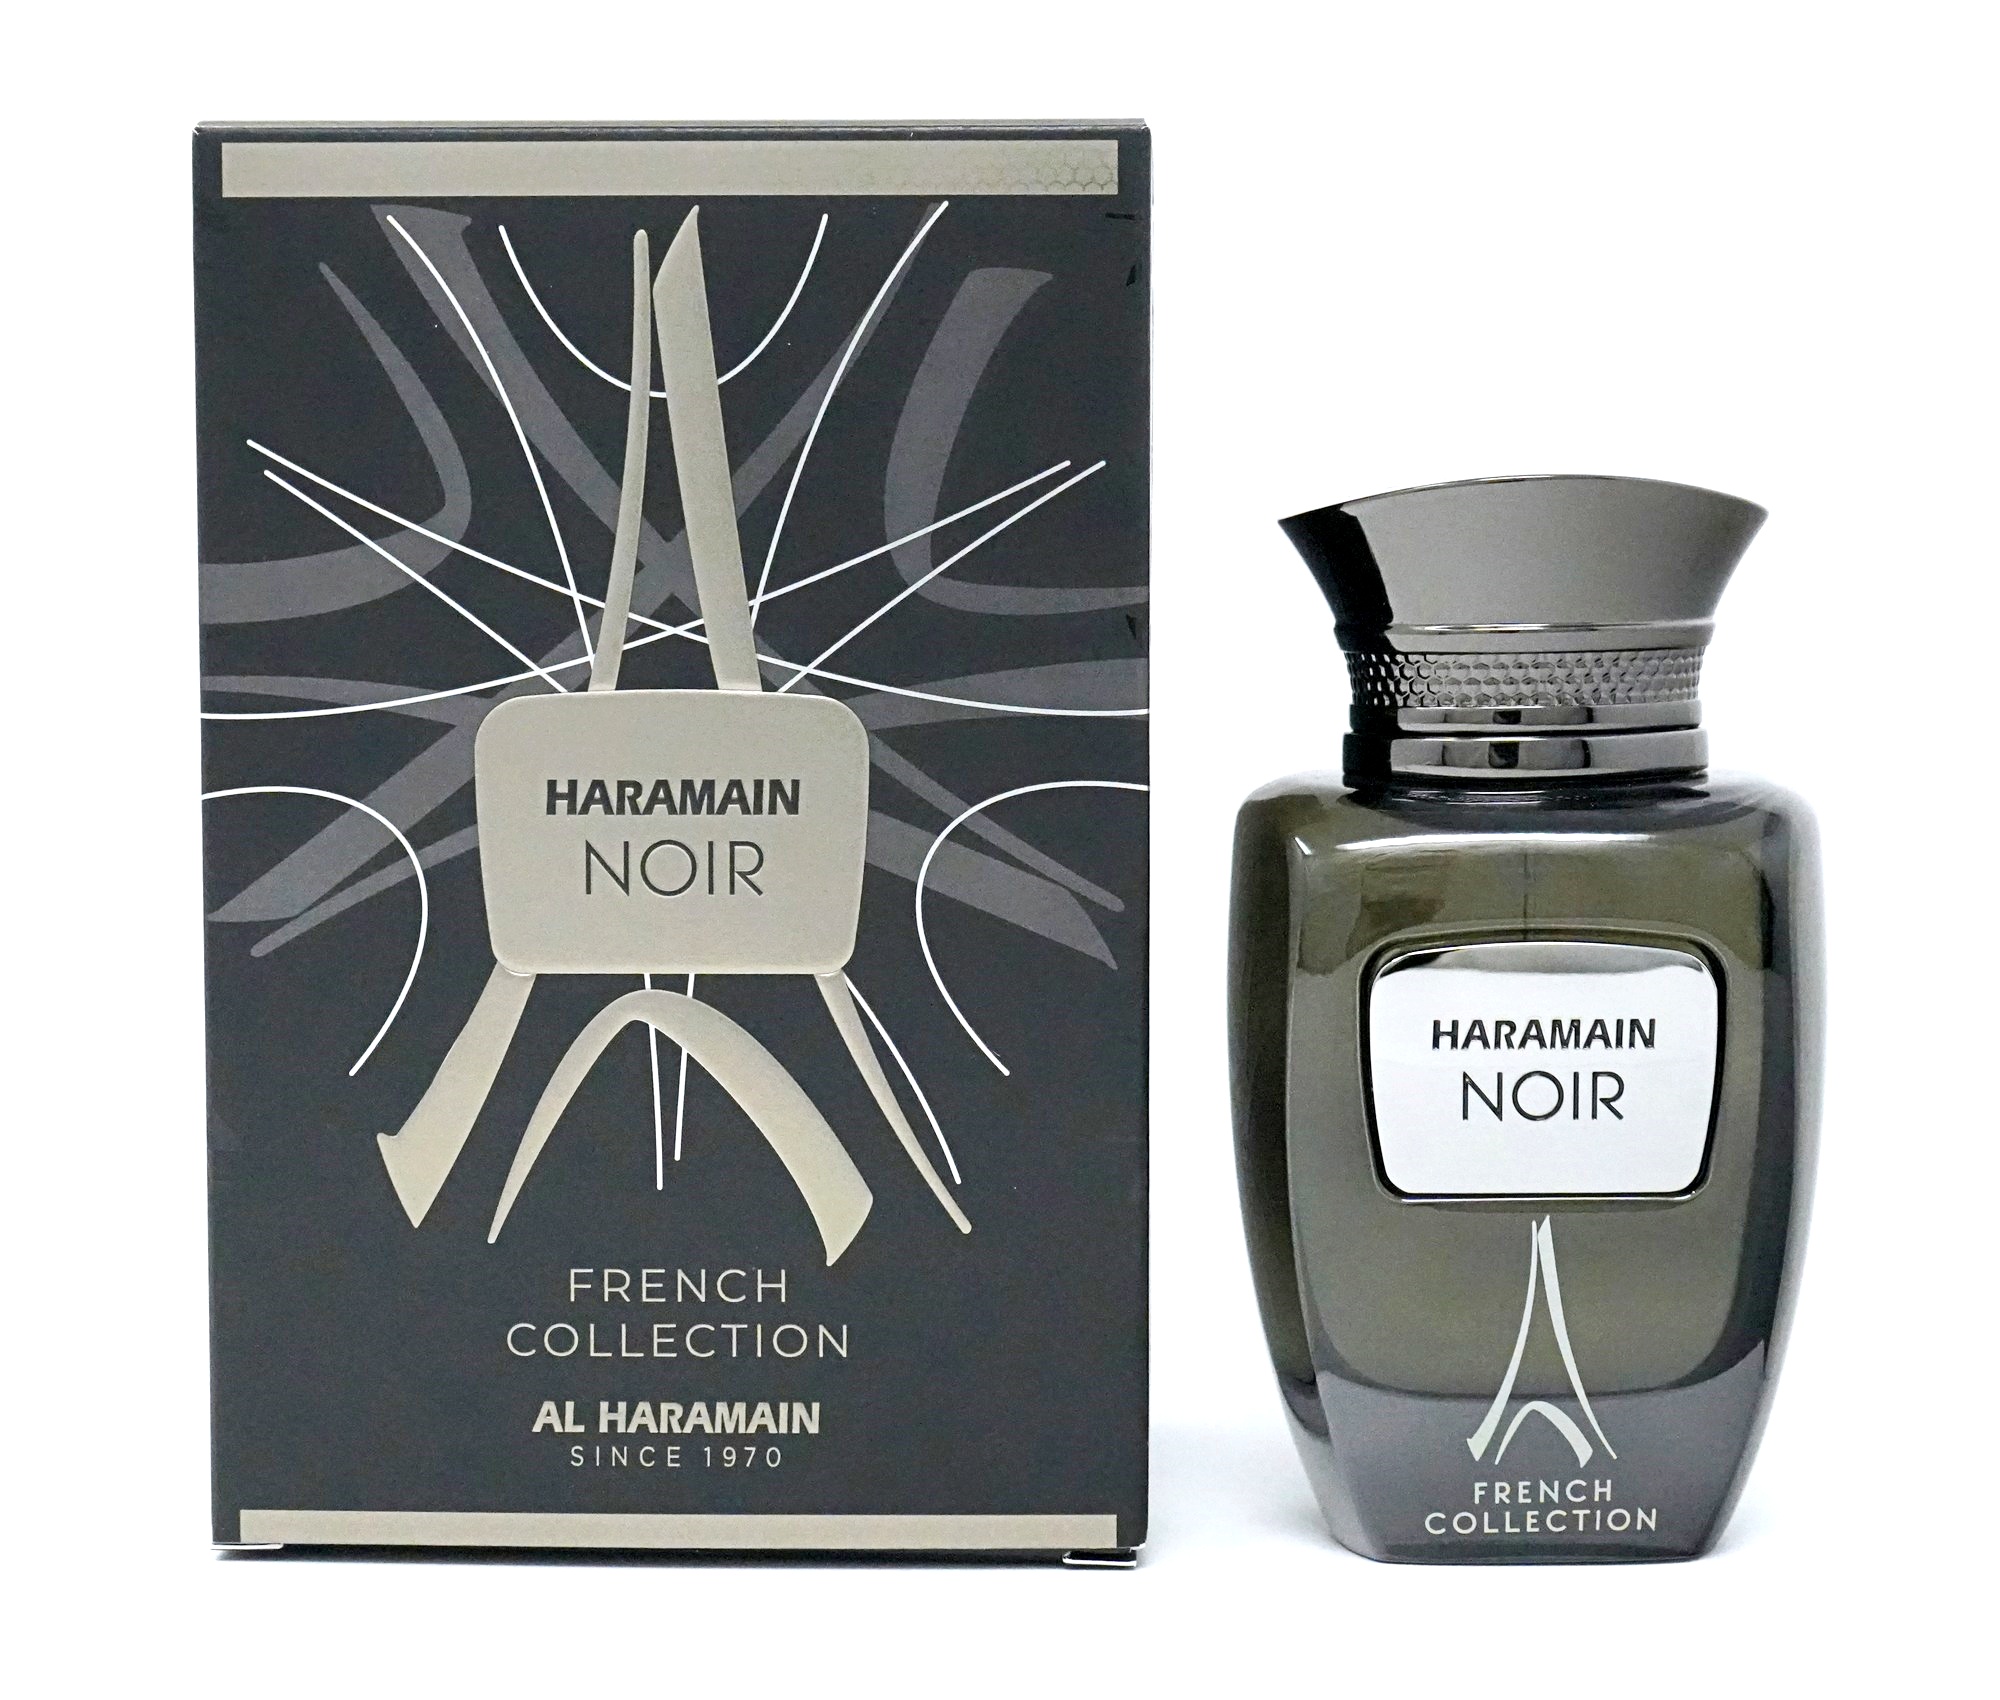 HARAMAIN
NOIR
FRENCH
COLLECTION
AL HARAMAIN
SINCE 1970
HARAMAIN
NOIR
FRENCH
COLLECTION